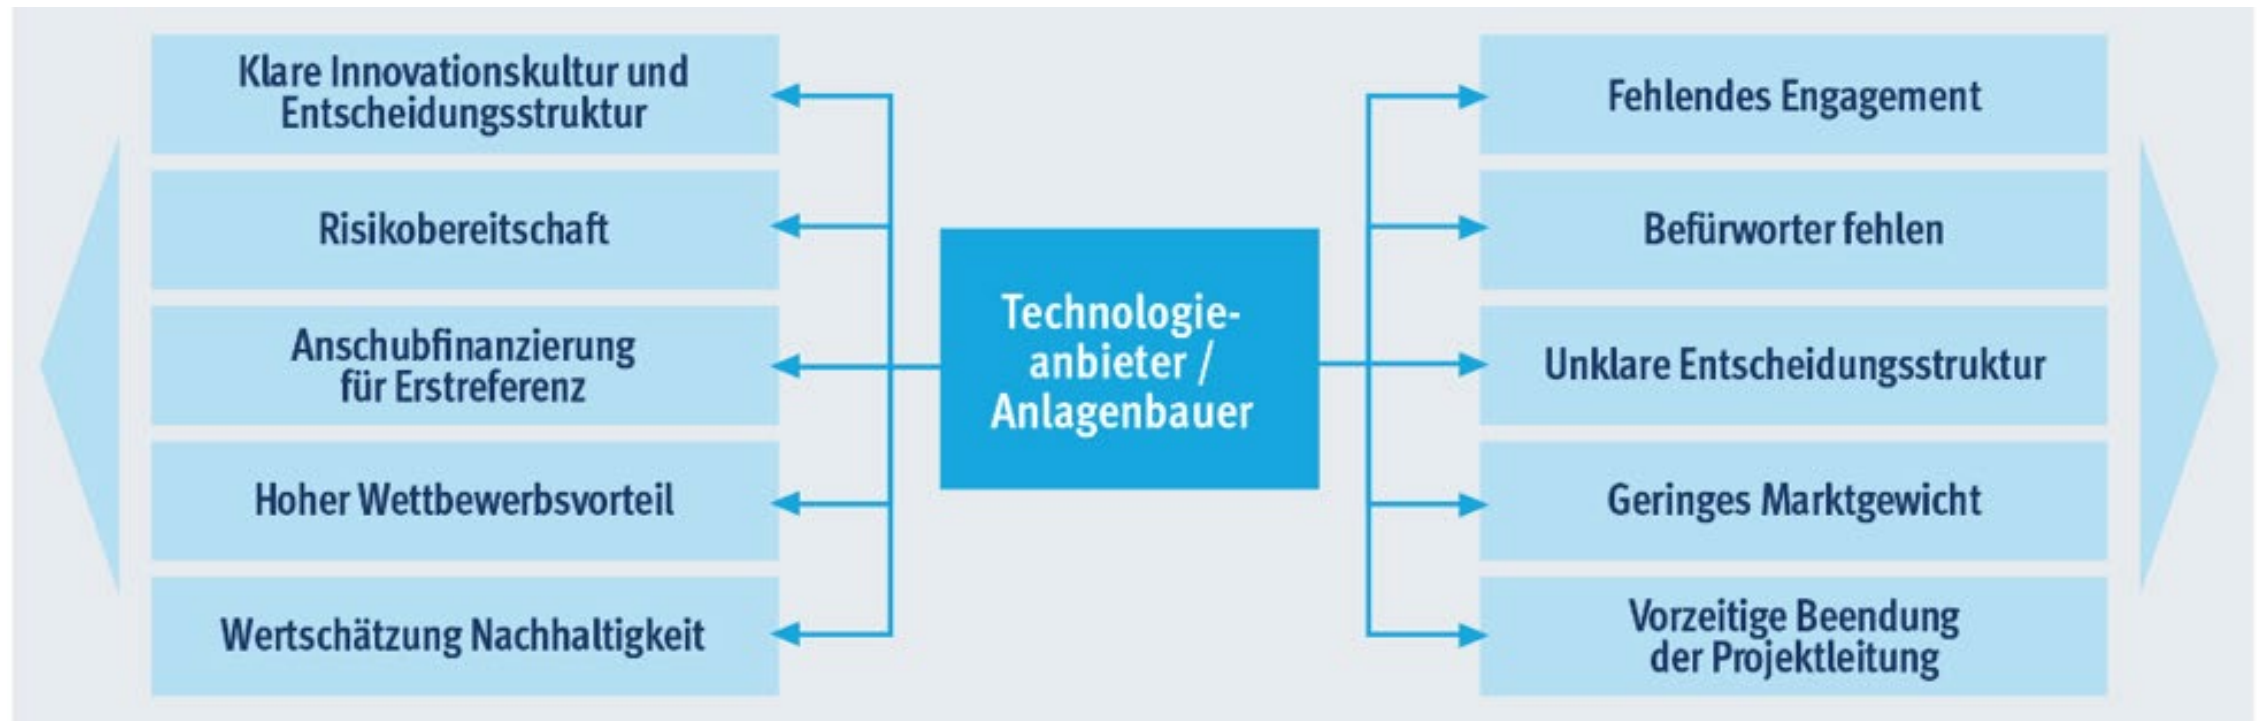 Klare Innovationskultur und
Entscheidungsstruktur
Risikobereitschaft
Anschubfinanzierung
für Erstreferenz
Hoher Wettbewerbsvorteil
Wertschätzung Nachhaltigkeit
Technologie-
anbieter /
Anlagenbauer
Fehlendes Engagement
Befürworter fehlen
Unklare Entscheidungsstruktur
Geringes Marktgewicht
Vorzeitige Beendung
der Projektleitung